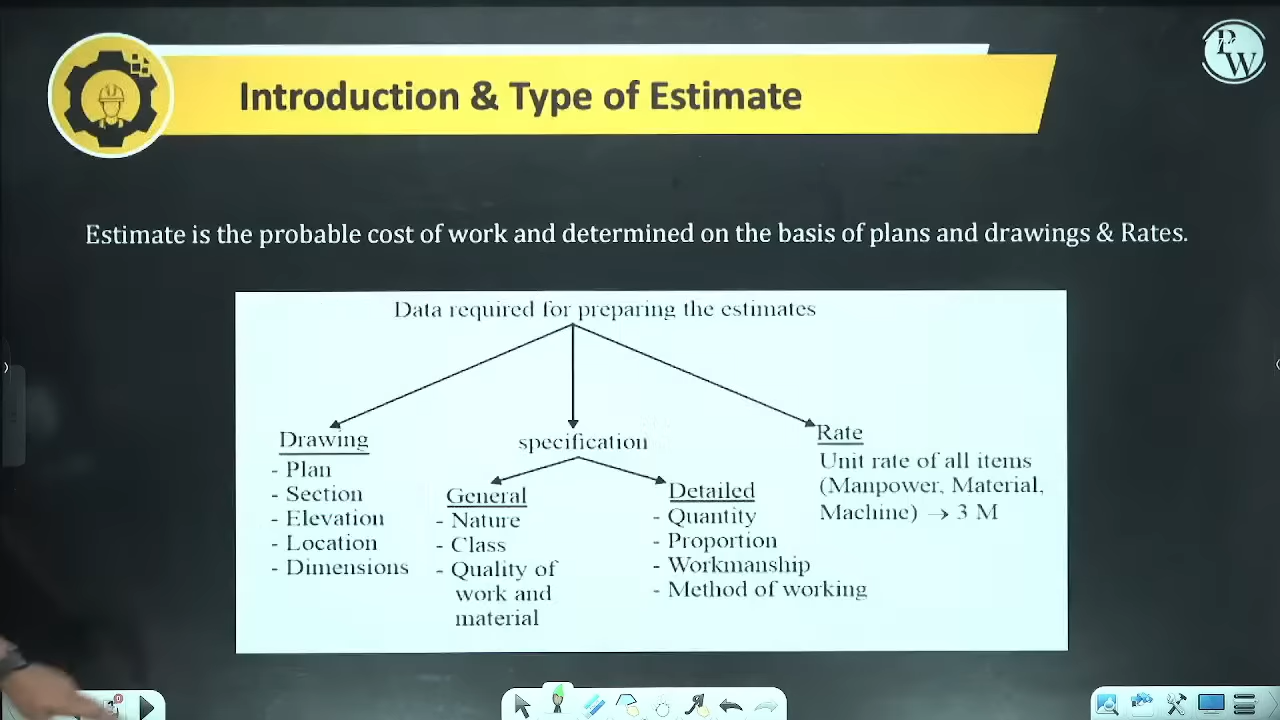 Introduction & Type of Estimate
PW
Estimate is the probable cost of work and determined on the basis of plans and drawings & Rates.
Data required for preparing the estimates
Drawing
- Plan
- Section
- Elevation
- Location
- Dimensions
specification
General
- Nature
- Class
- Quality of
work and
material
Detailed
- Quantity
- Proportion
- Workmanship
- Method of working
Rate
Unit rate of all items
(Manpower, Material,
Machine) → 3 M